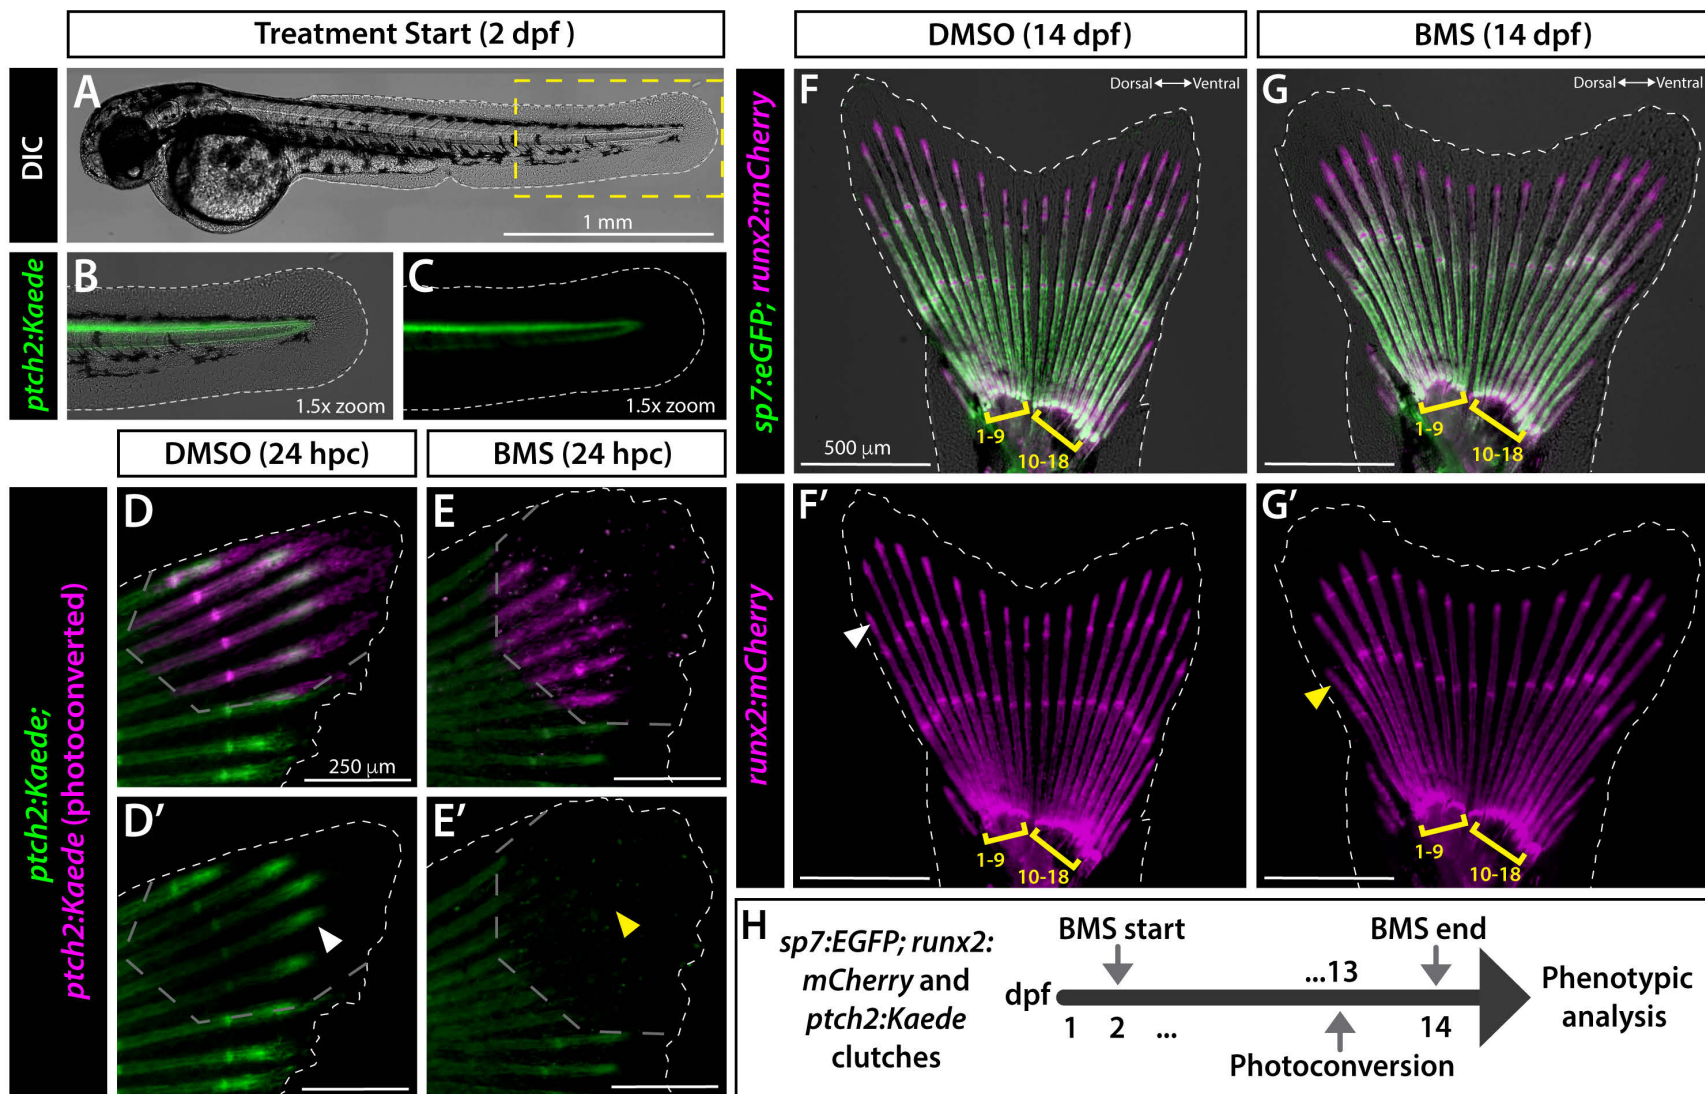 Treatment Start (2 dpf )
DIC
A
1 mm
ptch2:Kaede
B
1.5x zoom
C
1.5x zoom
DMSO (24 hpc)
BMS (24 hpc)
ptch2:Kaede;
ptch2:Kaede (photoconverted)
D
250 µm
E
D′
E′
DMSO (14 dpf)
BMS (14 dpf)
sp7:eGFP; runx2:mCherry
F
Dorsal Ventral
1-9
10-18
500 µm
G
Dorsal Ventral
1-9
10-18
runx2:mCherry
F′
1-9
10-18
G′
1-9
10-18
H
sp7:EGFP; runx2:
mCherry and
ptch2:Kaede
clutches
BMS start
BMS end
...13
dpf
1
2
...
14
Photoconversion
Phenotypic
analysis